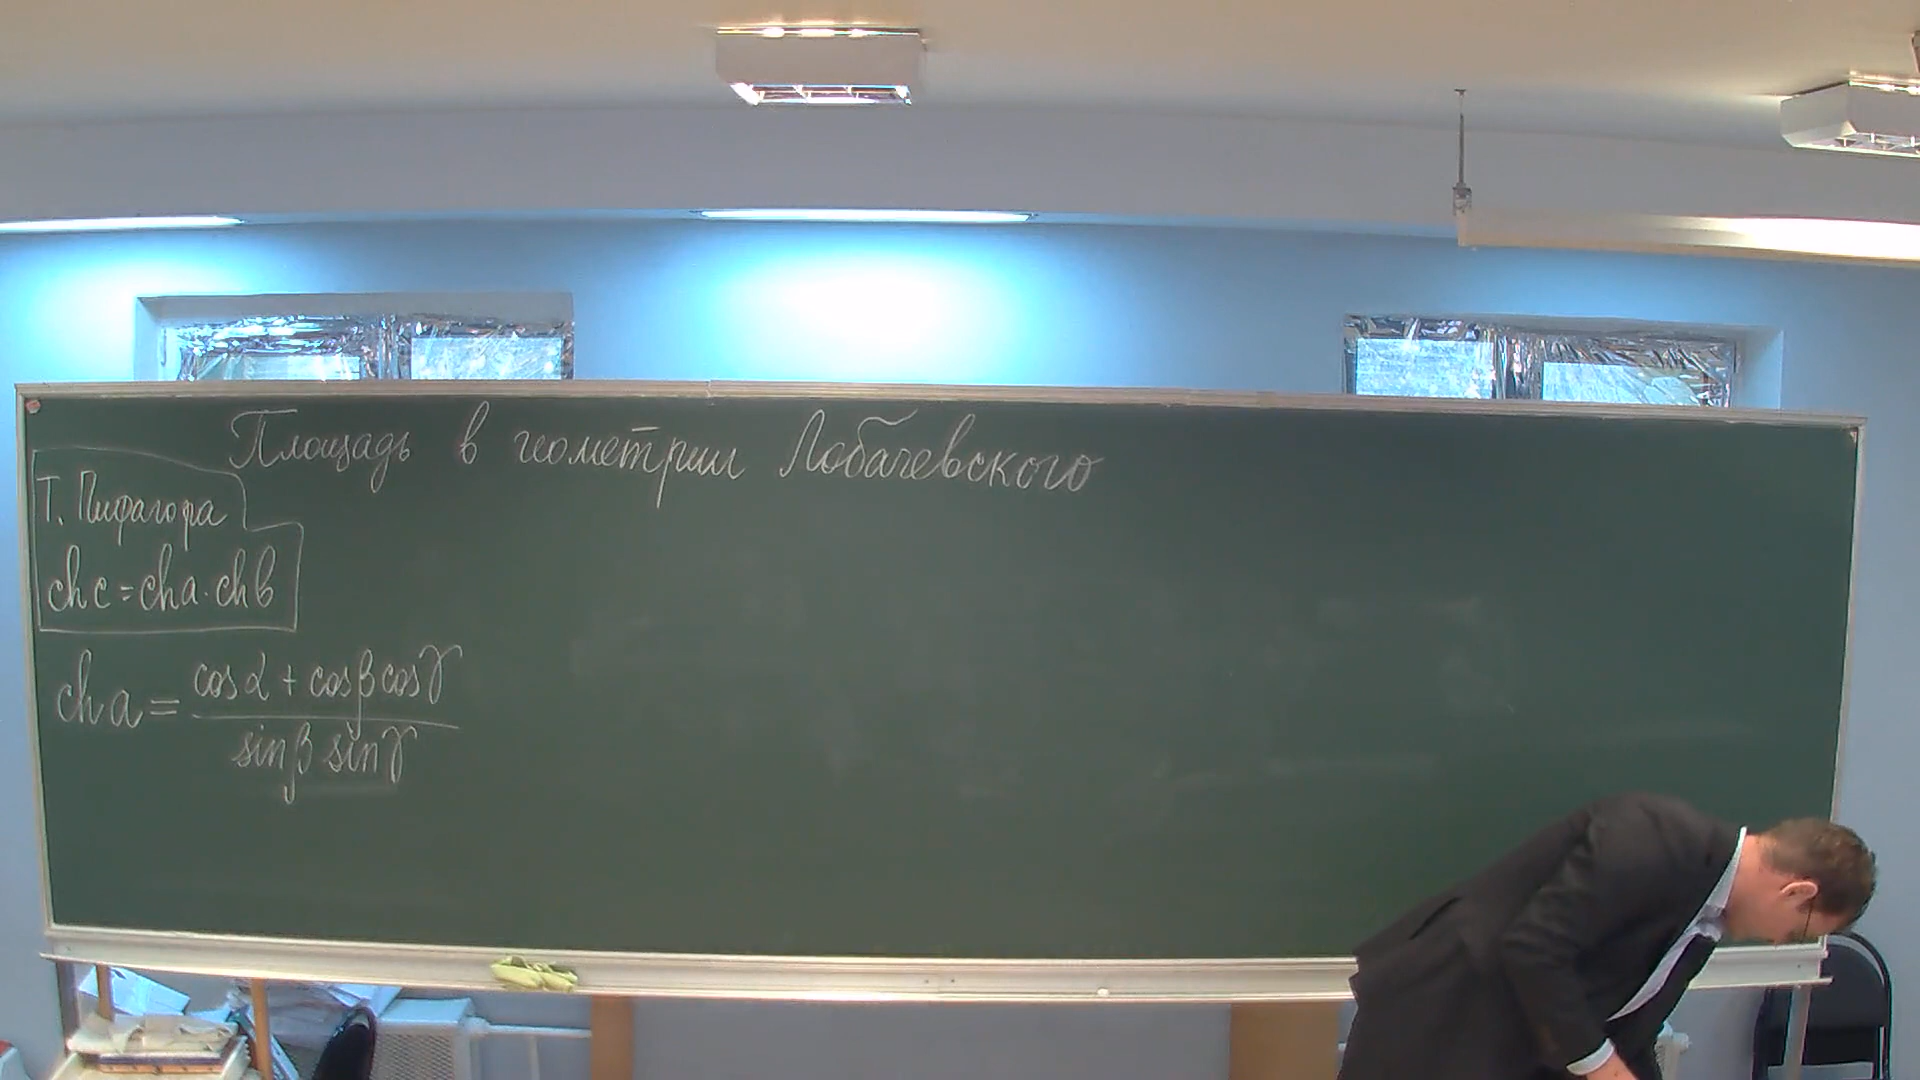 Площадь в геометрии Лобачевского
Т. Пифагора
ch c = ch a · ch b
ch a = (cos α + cos β cos γ) / (sin β sin γ)